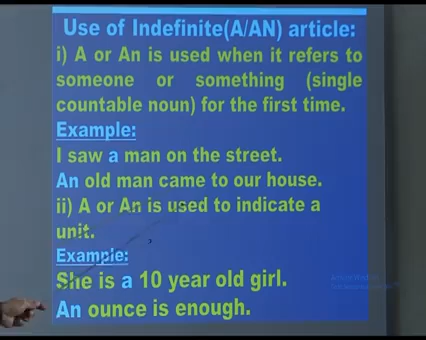 Use of Indefinite(A/AN) article:
i) A or An is used when it refers to
someone or something (single
countable noun) for the first time.
Example:
I saw a man on the street.
An old man came to our house.
ii) A or An is used to indicate a
unit.
Example:
She is a 10 year old girl.
An ounce is enough.